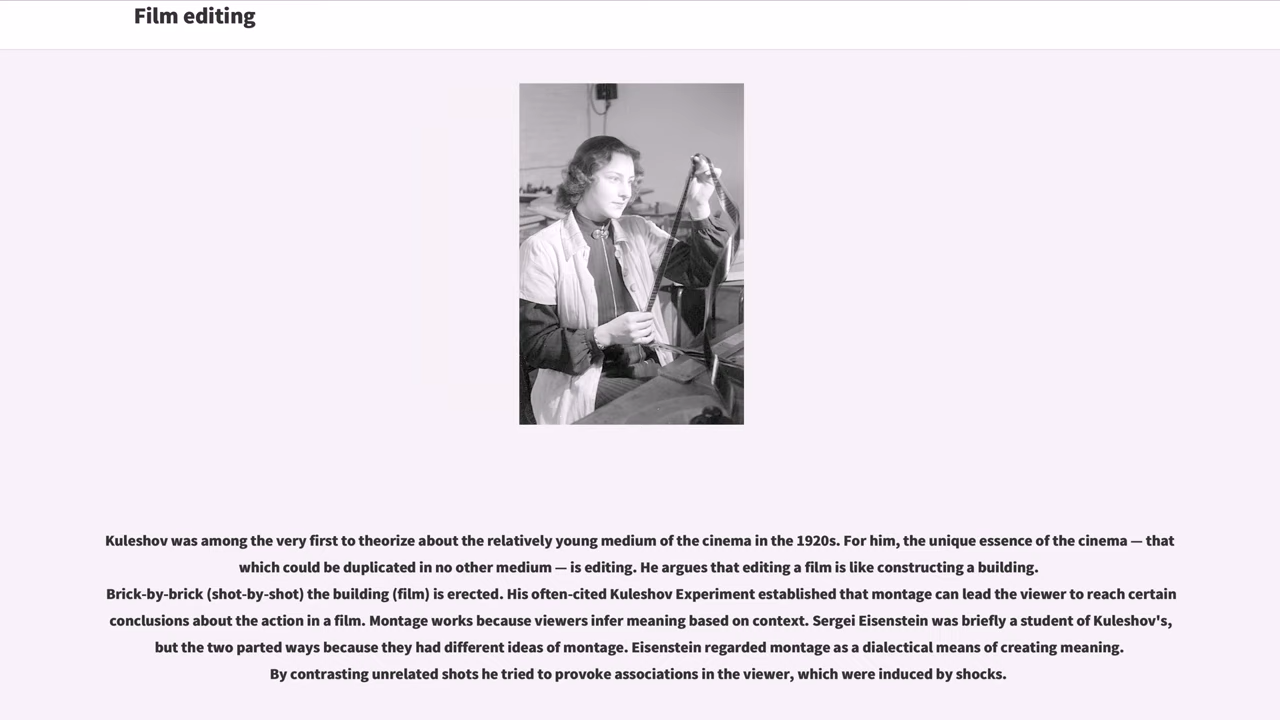 Film editing
Kuleshov was among the very first to theorize about the relatively young medium of the cinema in the 1920s. For him, the unique essence of the cinema — that
which could be duplicated in no other medium — is editing. He argues that editing a film is like constructing a building.
Brick-by-brick (shot-by-shot) the building (film) is erected. His often-cited Kuleshov Experiment established that montage can lead the viewer to reach certain
conclusions about the action in a film. Montage works because viewers infer meaning based on context. Sergei Eisenstein was briefly a student of Kuleshov's,
but the two parted ways because they had different ideas of montage. Eisenstein regarded montage as a dialectical means of creating meaning.
By contrasting unrelated shots he tried to provoke associations in the viewer, which were induced by shocks.